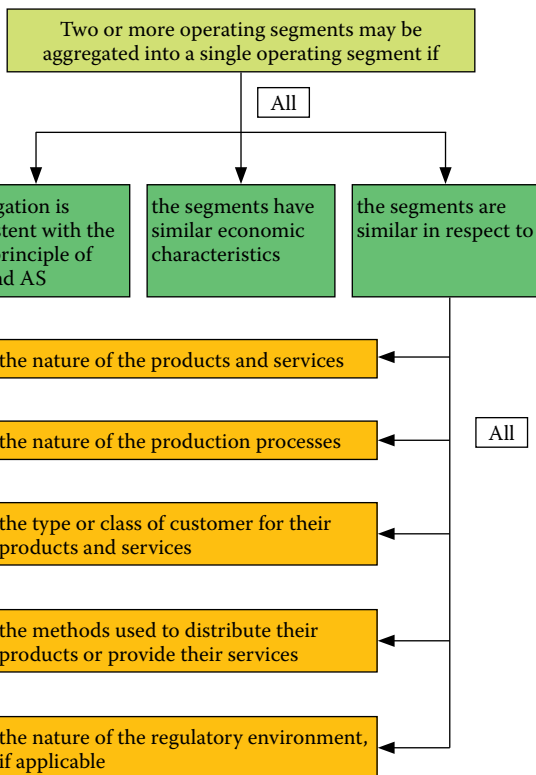 Two or more operating segments may be
aggregated into a single operating segment if
All
gation is
stent with the
principle of
nd AS
the segments have
similar economic
characteristics
the segments are
similar in respect to
the nature of the products and services
All
the nature of the production processes
the type or class of customer for their
products and services
the methods used to distribute their
products or provide their services
the nature of the regulatory environment,
if applicable